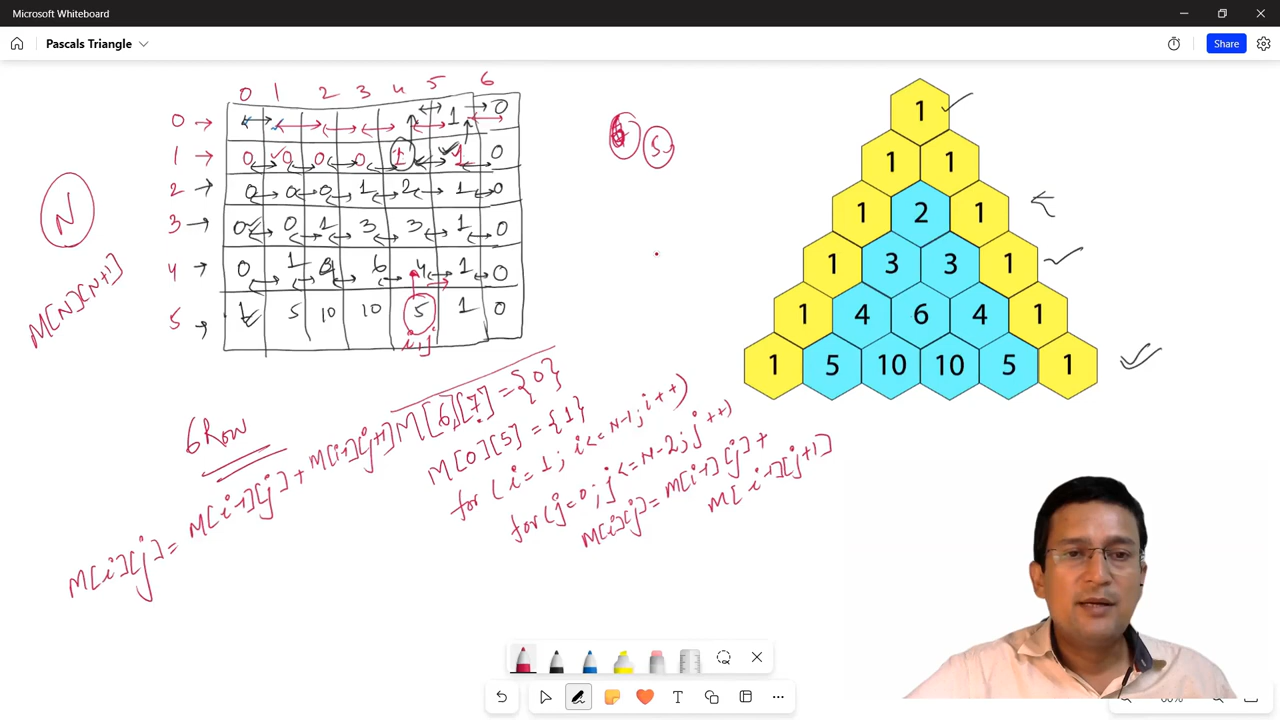 Microsoft Whiteboard
Pascals Triangle
Share
0 1 2 3 4 5 6
0 → 1 0
1 → 0 0 0 0 1 1 0
2 → 0 0 0 1 2 1 0
3 → 0 0 1 3 3 1 0
4 → 0 1 4 6 4 1 0
5 → 1 5 10 10 5 1 0
i,j
N
M[N][N+1]
5
6 Row
M[i][j] = M[i-1][j] + M[i-1][j+1]
M[6][7] = {0}
M[0][5] = {1}
for (i=1; i<=N-1; i++)
for (j=0; j<=N-2; j++)
M[i][j] = M[i-1][j] +
M[i-1][j+1]
1
1 1
1 2 1
1 3 3 1
1 4 6 4 1
1 5 10 10 5 1